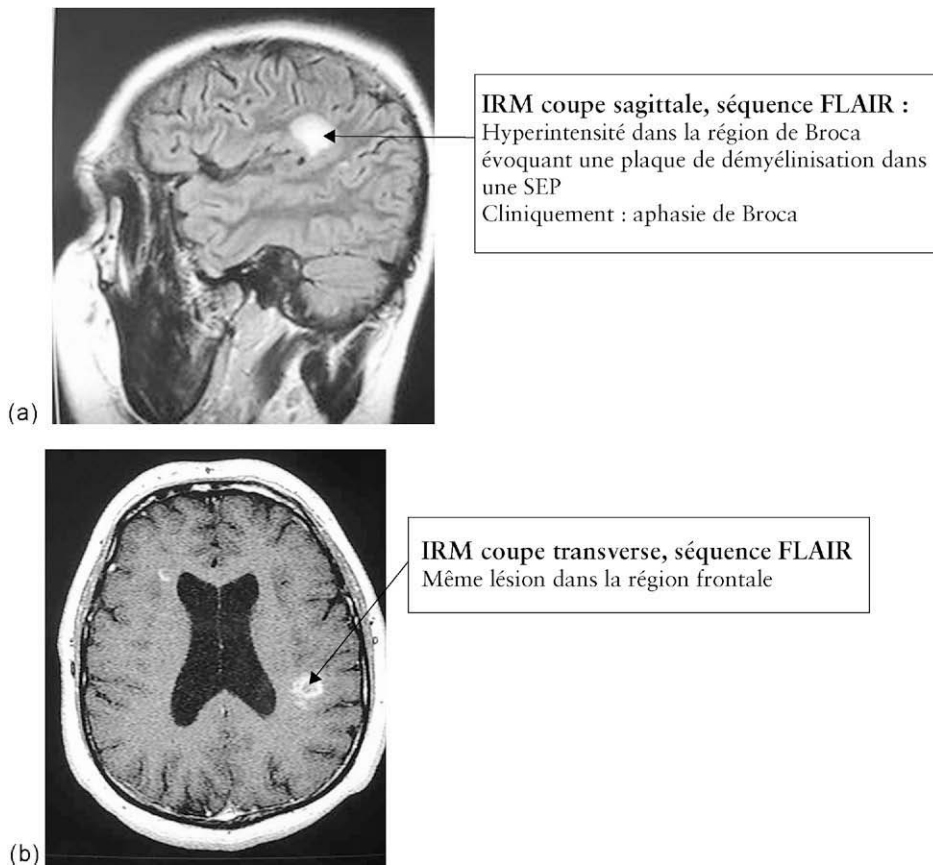 IRM coupe sagittale, séquence FLAIR :
Hyperintensité dans la région de Broca
évoquant une plaque de démyélinisation dans
une SEP
Cliniquement : aphasie de Broca
(a)
IRM coupe transverse, séquence FLAIR
Même lésion dans la région frontale
(b)